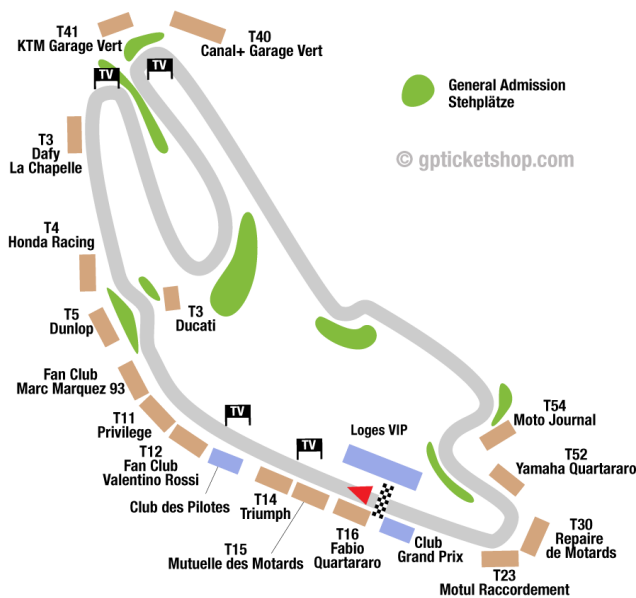 T41
KTM Garage Vert
T40
Canal+ Garage Vert
TV
TV
General Admission
Stehplätze
© gpticketshop.com
T3
Dafy
La Chapelle
T4
Honda Racing
T3
Ducati
T5
Dunlop
Fan Club
Marc Marquez 93
T11
Privilege
T12
Fan Club
Valentino Rossi
Club des Pilotes
TV
TV
Loges VIP
T54
Moto Journal
T52
Yamaha Quartararo
T14
Triumph
T15
Mutuelle des Motards
T16
Fabio
Quartararo
Club
Grand Prix
T30
Repaire
de Motards
T23
Motul Raccordement